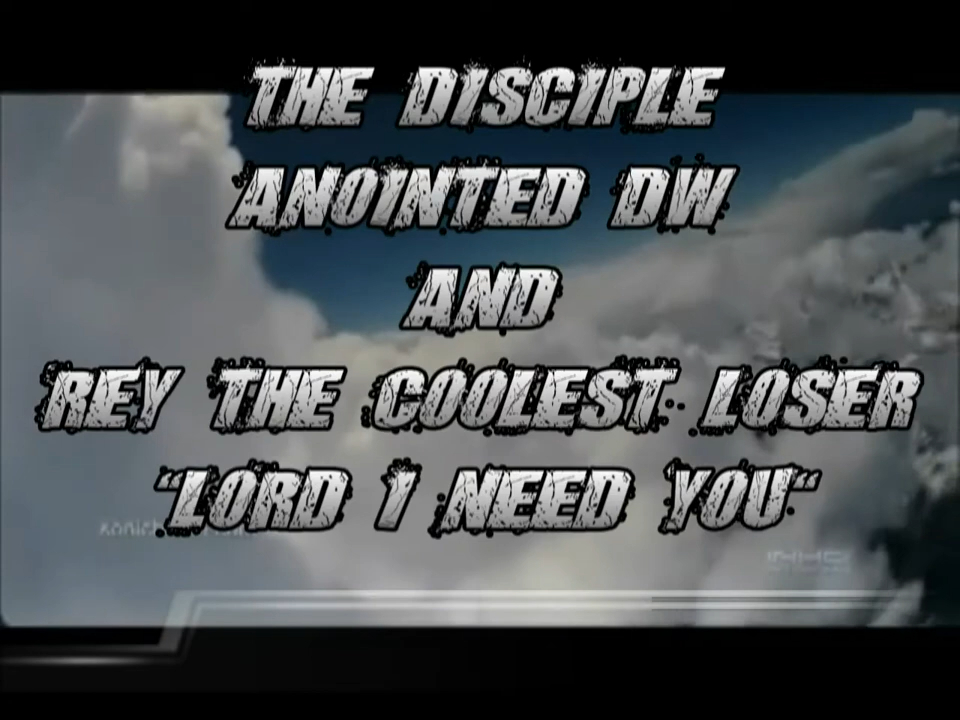 THE DISCIPLE
ANOINTED DW
AND
REY THE COOLEST LOSER
"LORD I NEED YOU"